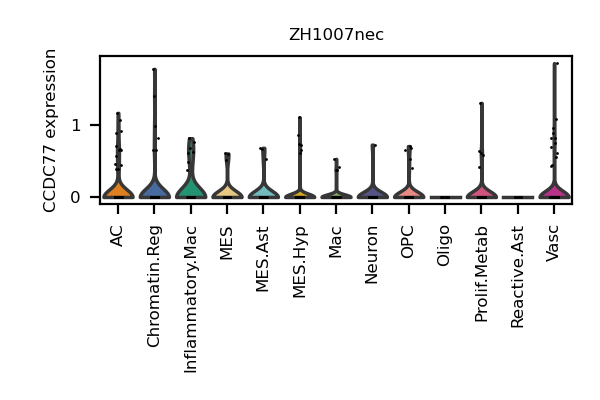 ZH1007nec
CCDC77 expression
1
0
AC
Chromatin.Reg
Inflammatory.Mac
MES
MES.Ast
MES.Hyp
Mac
Neuron
OPC
Oligo
Prolif.Metab
Reactive.Ast
Vasc